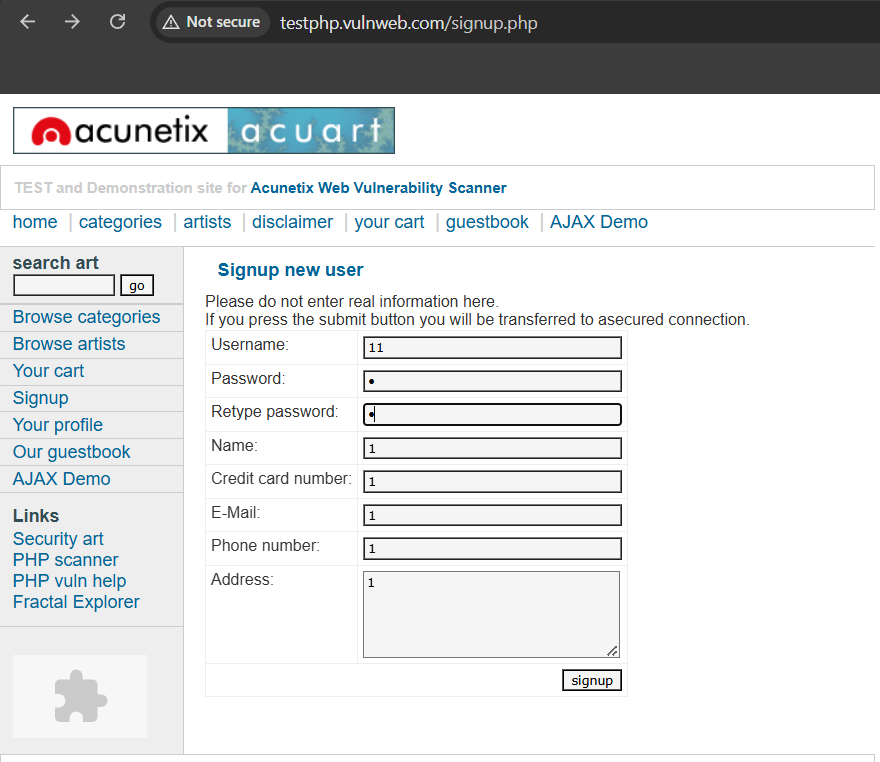 Not secure testphp.vulnweb.com/signup.php
acunetix acuart
TEST and Demonstration site for Acunetix Web Vulnerability Scanner
home | categories | artists | disclaimer | your cart | guestbook | AJAX Demo
search art
go
Browse categories
Browse artists
Your cart
Signup
Your profile
Our guestbook
AJAX Demo
Links
Security art
PHP scanner
PHP vuln help
Fractal Explorer
Signup new user
Please do not enter real information here.
If you press the submit button you will be transferred to asecured connection.
Username: 11
Password: •
Retype password: •
Name: 1
Credit card number: 1
E-Mail: 1
Phone number: 1
Address: 1
signup